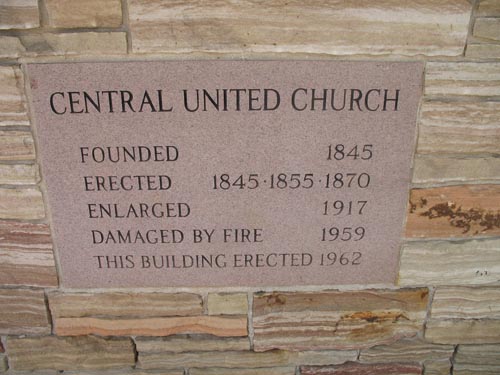 CENTRAL UNITED CHURCH
FOUNDED 1845
ERECTED 1845·1855·1870
ENLARGED 1917
DAMAGED BY FIRE 1959
THIS BUILDING ERECTED 1962